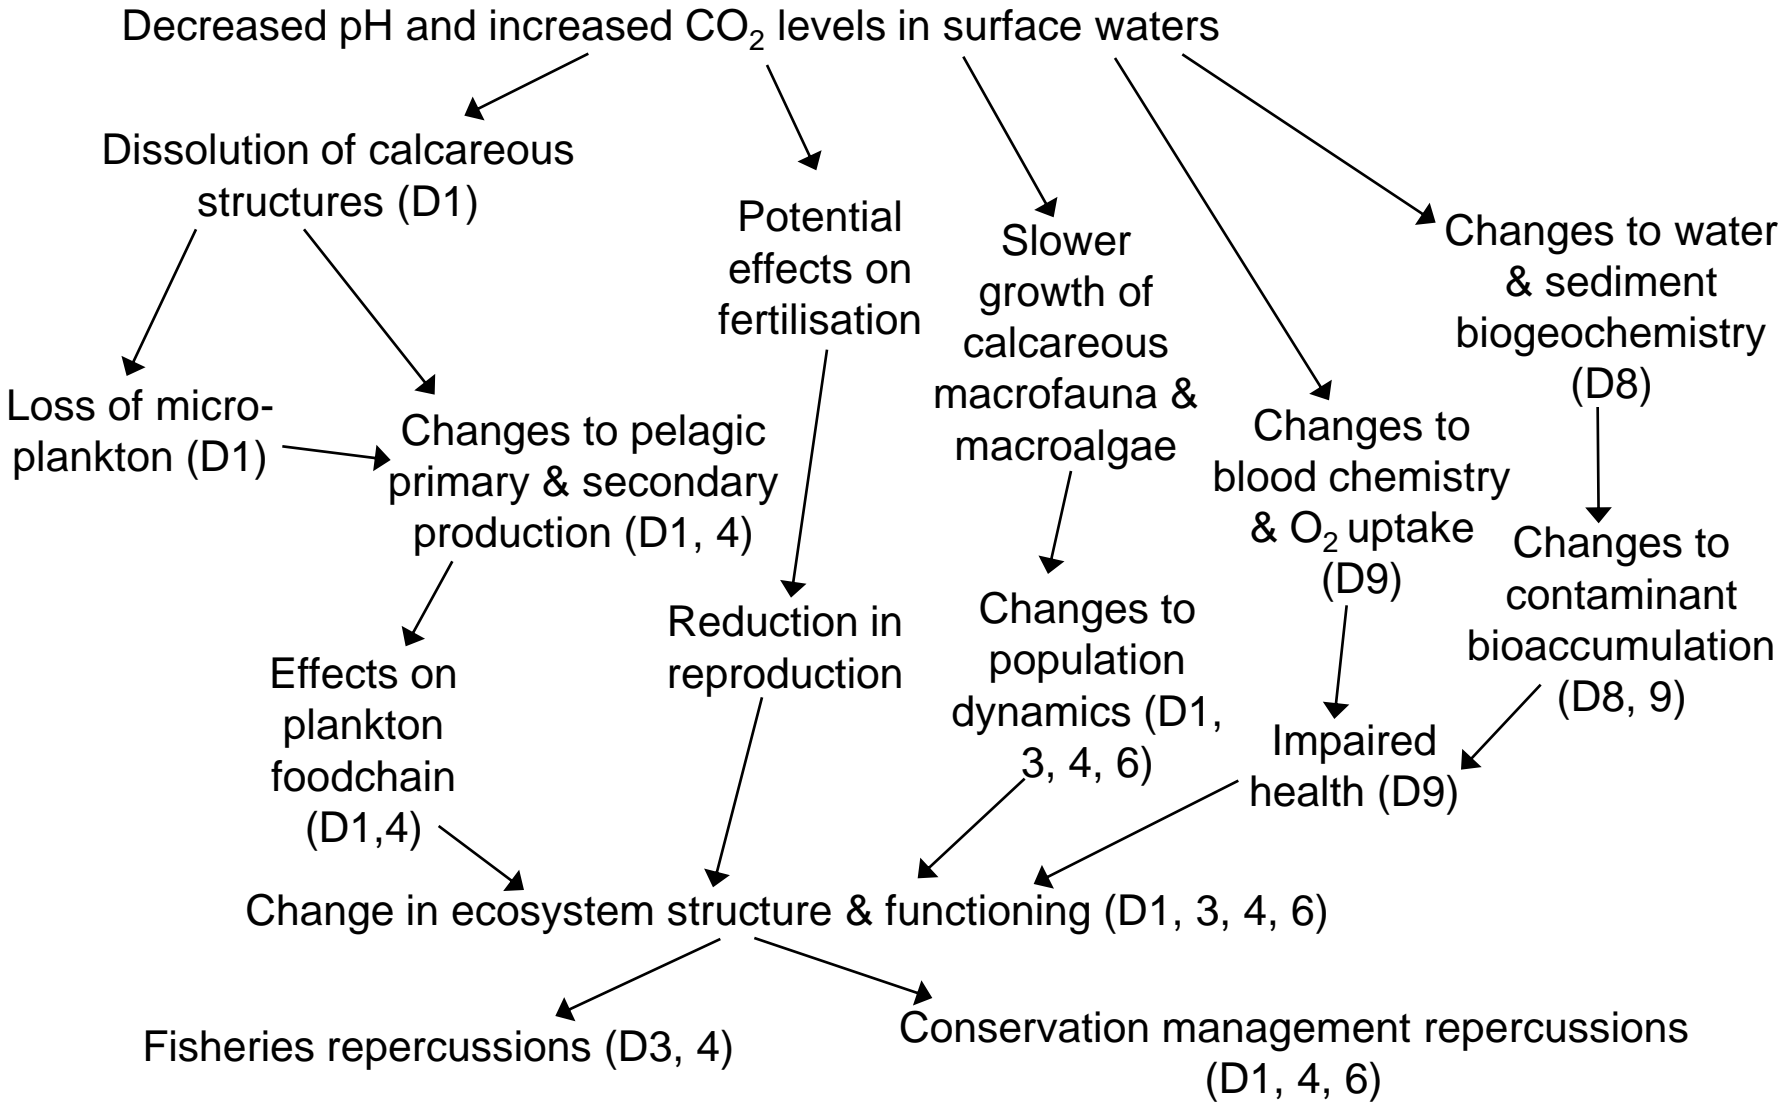 Decreased pH and increased CO₂ levels in surface waters
Dissolution of calcareous
structures (D1)
Potential
effects on
fertilisation
Slower
growth of
calcareous
macrofauna &
macroalgae
Changes to water
& sediment
biogeochemistry
(D8)
Loss of micro-
plankton (D1)
Changes to pelagic
primary & secondary
production (D1, 4)
Changes to
blood chemistry
& O₂ uptake
(D9)
Changes to
contaminant
bioaccumulation
(D8, 9)
Effects on
plankton
foodchain
(D1,4)
Reduction in
reproduction
Changes to
population
dynamics (D1,
3, 4, 6)
Impaired
health (D9)
Change in ecosystem structure & functioning (D1, 3, 4, 6)
Fisheries repercussions (D3, 4)
Conservation management repercussions
(D1, 4, 6)